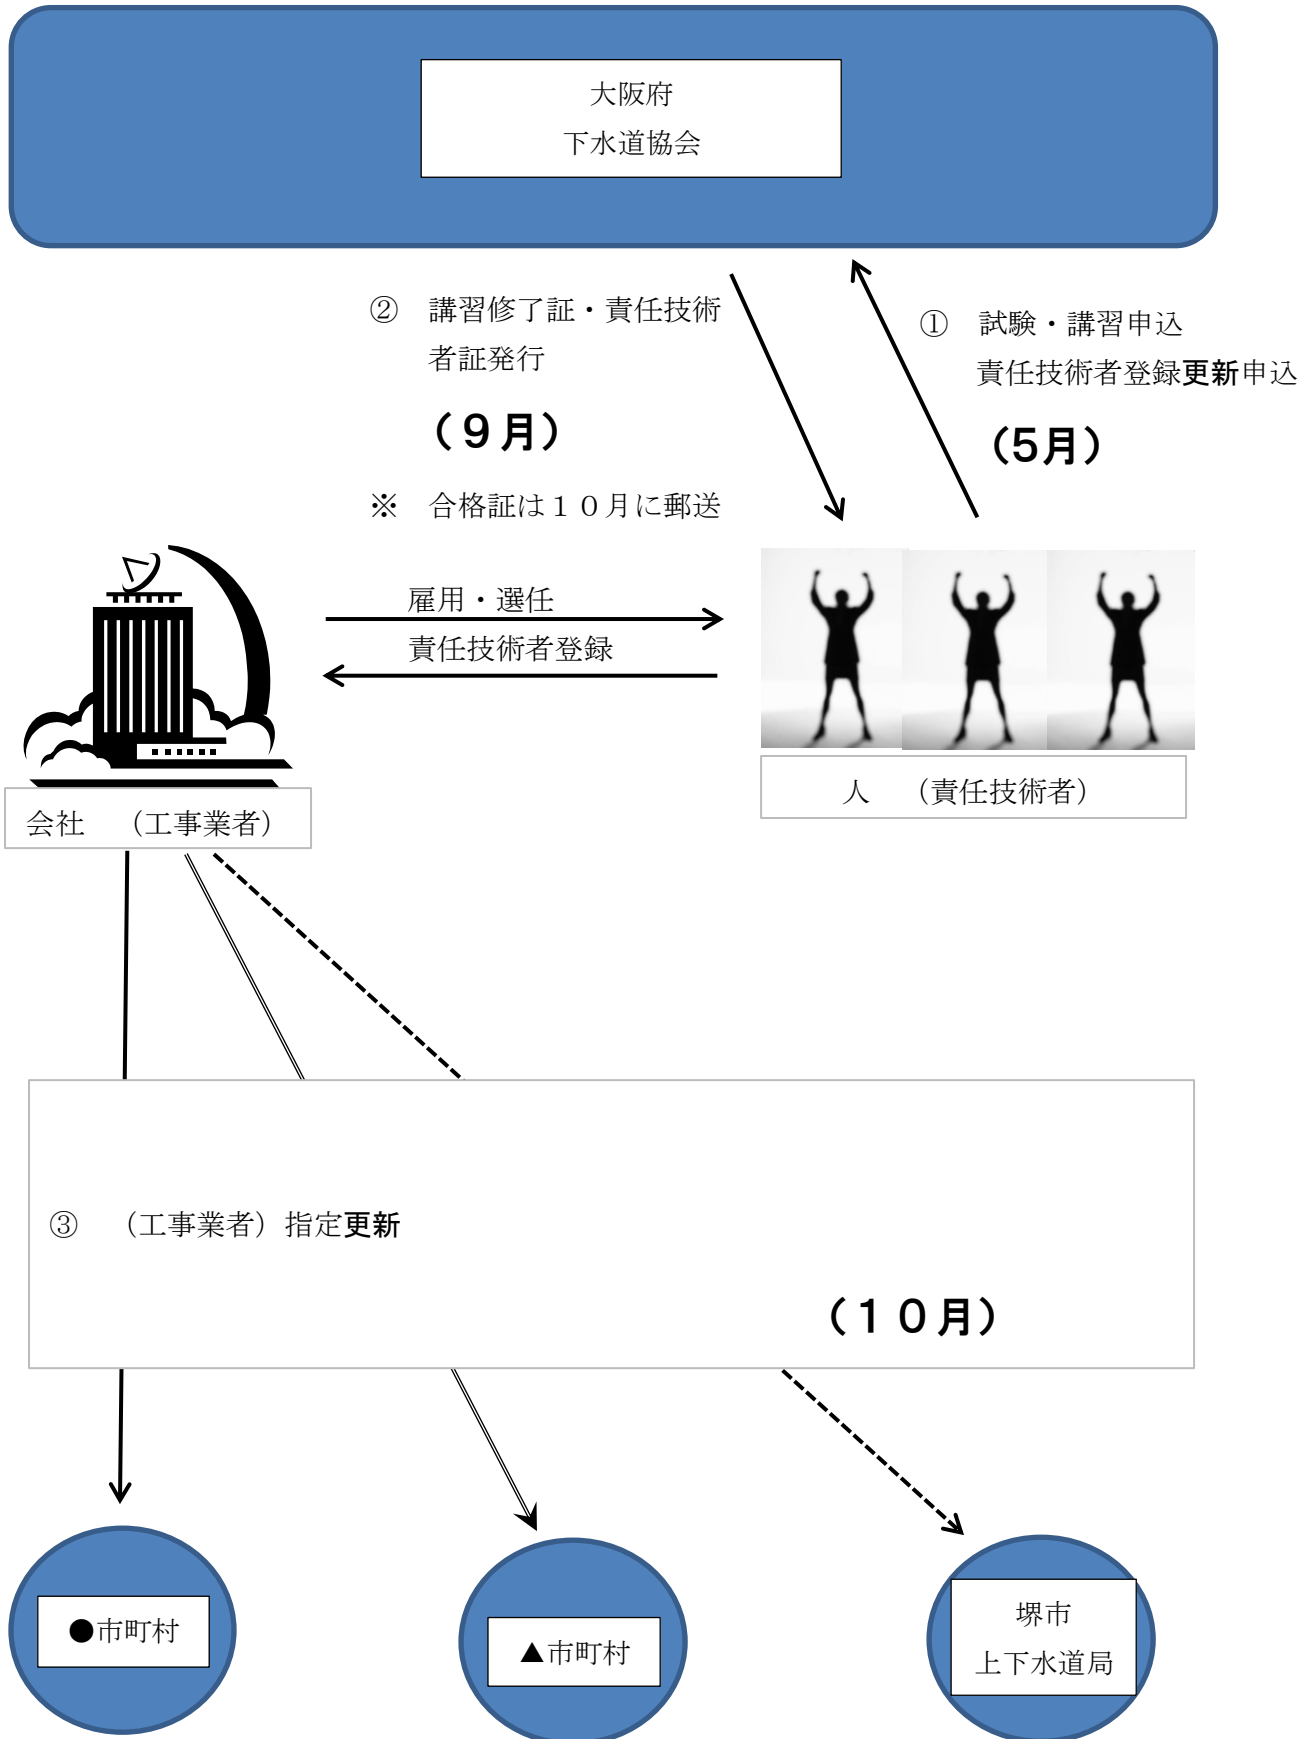 大阪府
下水道協会
②　講習修了証・責任技術
者証発行
（９月）
※　合格証は１０月に郵送
①　試験・講習申込
責任技術者登録更新申込
（5月）
雇用・選任
責任技術者登録
会社　（工事業者）
人　（責任技術者）
③　（工事業者）指定更新
（１０月）
●市町村
▲市町村
堺市
上下水道局